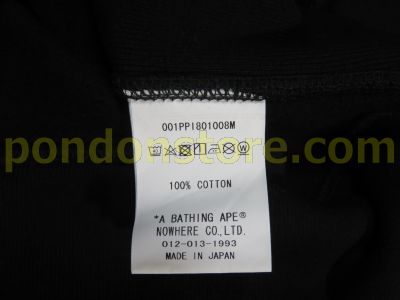 001PPI801008M
100% COTTON
"A BATHING APE®
NOWHERE CO.,LTD.
012-013-1993
MADE IN JAPAN
pondonstore.com